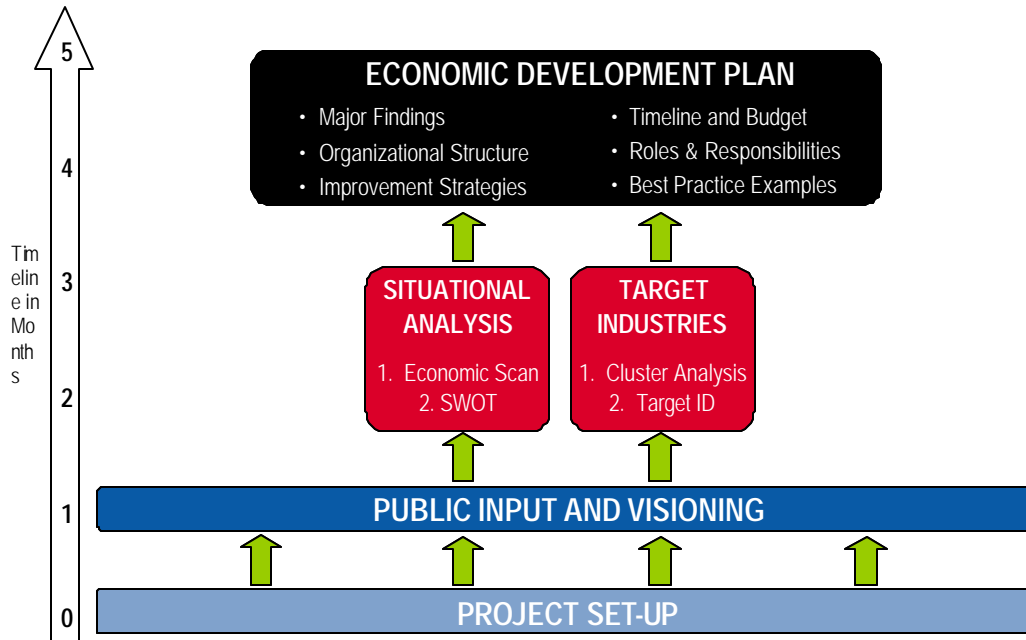 5
ECONOMIC DEVELOPMENT PLAN
• Major Findings
• Organizational Structure
• Improvement Strategies
• Timeline and Budget
• Roles & Responsibilities
• Best Practice Examples
4
Tim
elin
e in
Mo
nth
s
3
SITUATIONAL
ANALYSIS
1. Economic Scan
2. SWOT
TARGET
INDUSTRIES
1. Cluster Analysis
2. Target ID
2
1
PUBLIC INPUT AND VISIONING
0
PROJECT SET-UP